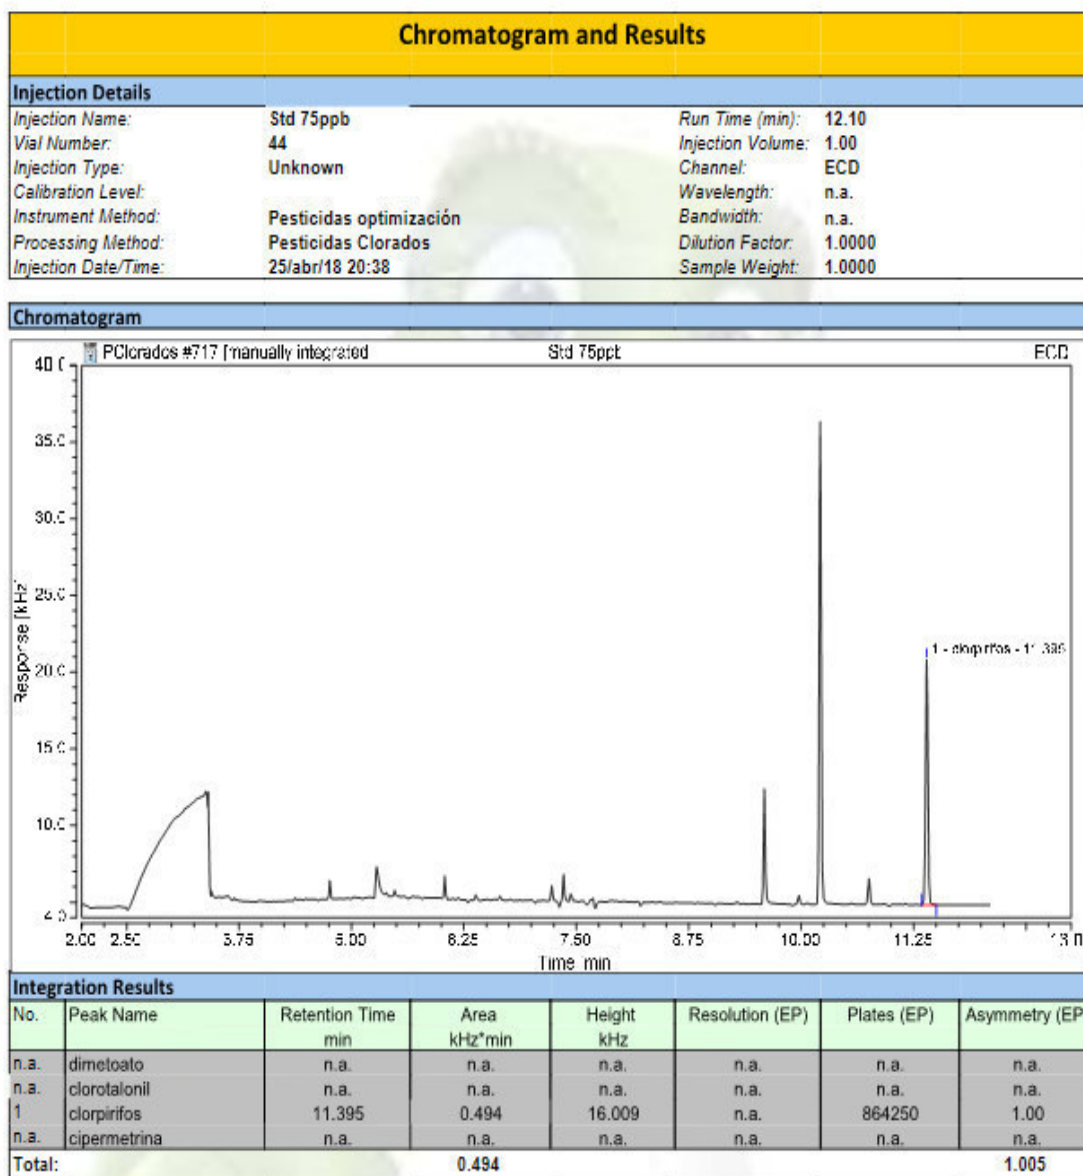 Chromatogram and Results
Injection Details
Injection Name: Std 75ppb Run Time (min): 12.10
Vial Number: 44 Injection Volume: 1.00
Injection Type: Unknown Channel: ECD
Calibration Level: Wavelength: n.a.
Instrument Method: Pesticidas optimización Bandwidth: n.a.
Processing Method: Pesticidas Clorados Dilution Factor: 1.0000
Injection Date/Time: 25/abr/18 20:38 Sample Weight: 1.0000
Chromatogram
PClorados #717 [manually integrated Std 75ppb ECD
40.0
35.0
30.0
25.0
20.0
15.0
10.0
4.0
Response [kHz]
1 - clorpirifos - 11.395
2.00 2.50 3.75 5.00 6.25 7.50 8.75 10.00 11.25
Time min
Integration Results
No. Peak Name Retention Time Area Height Resolution (EP) Plates (EP) Asymmetry (EP
min kHz*min kHz
n.a. dimetoato n.a. n.a. n.a. n.a. n.a. n.a.
n.a. clorotalonil n.a. n.a. n.a. n.a. n.a. n.a.
1 clorpirifos 11.395 0.494 16.009 n.a. 864250 1.00
n.a. cipermetrina n.a. n.a. n.a. n.a. n.a. n.a.
Total: 0.494 1.005